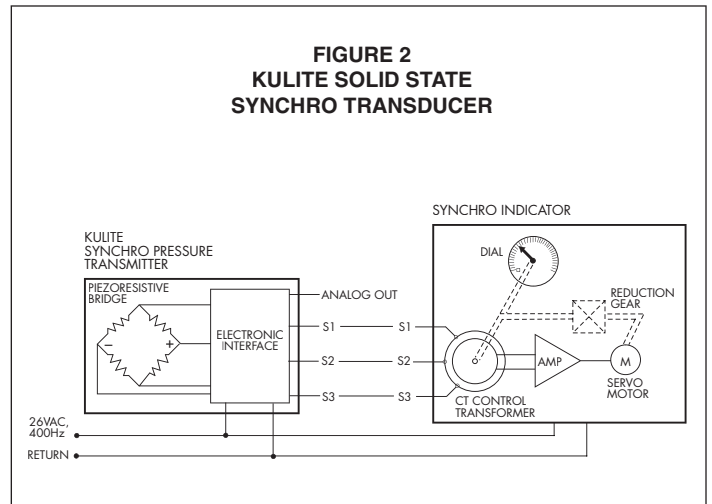 FIGURE 2
KULITE SOLID STATE
SYNCHRO TRANSDUCER
SYNCHRO INDICATOR
KULITE
SYNCHRO PRESSURE
TRANSMITTER
DIAL
PIEZORESISTIVE
BRIDGE
REDUCTION
GEAR
ANALOG OUT
ELECTRONIC
INTERFACE
S1
S1
S2
S2
S3
S3
AMP
M
SERVO
MOTOR
CT CONTROL
TRANSFORMER
26VAC,
400Hz
RETURN